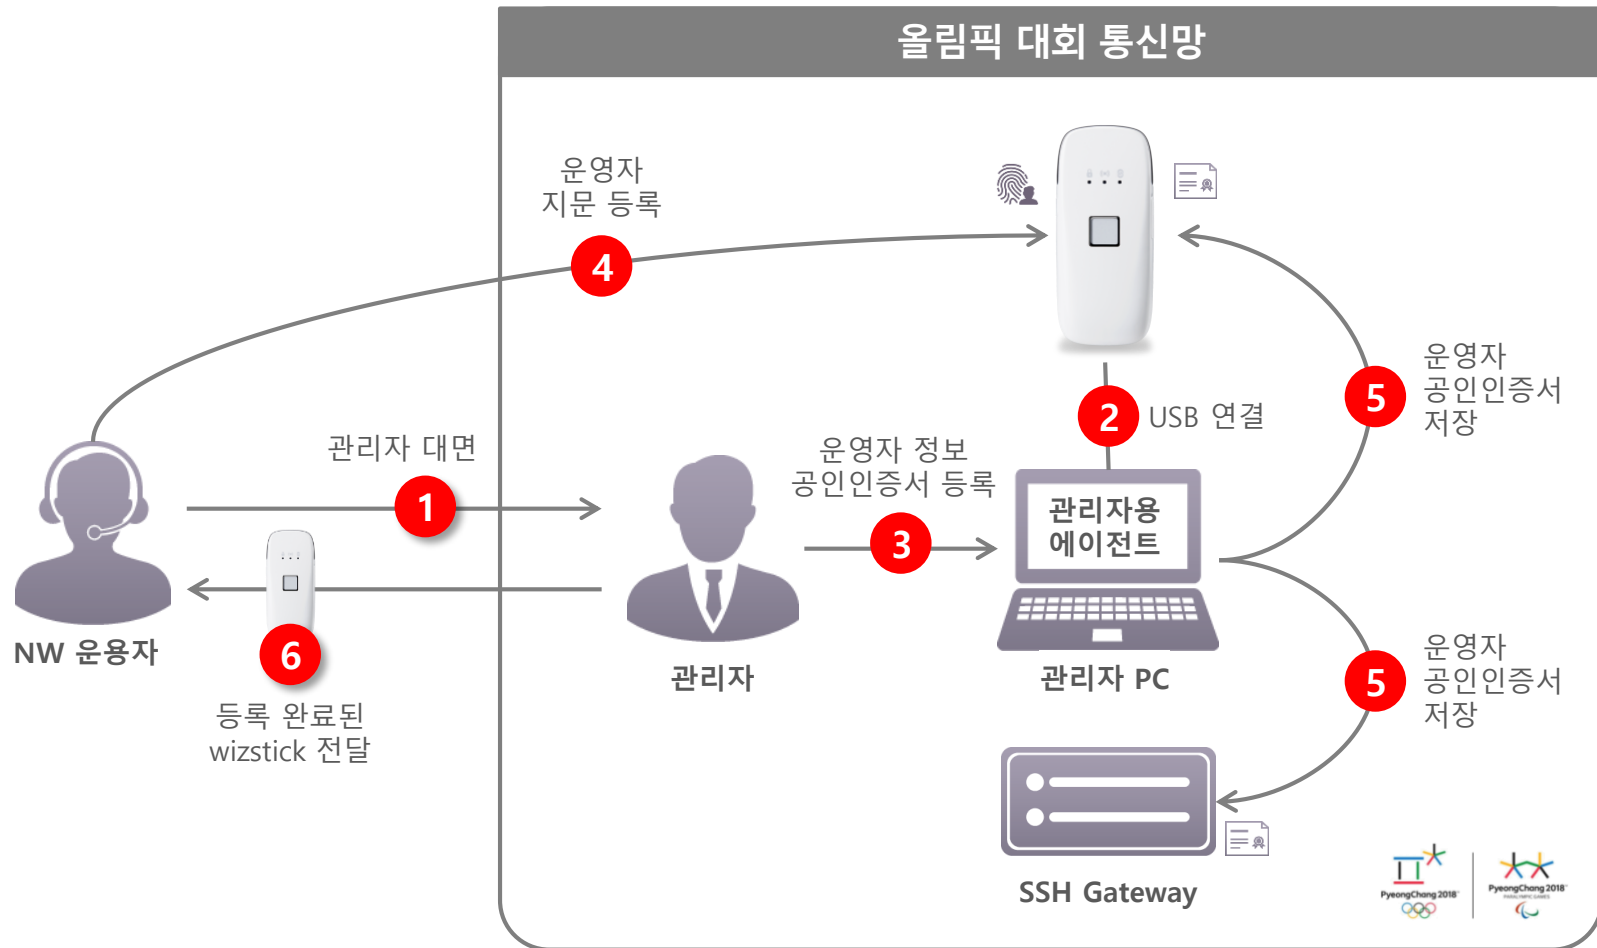 올림픽 대회 통신망
운영자
지문 등록
4
운영자
공인인증서
저장
5
2
USB 연결
관리자 대면
1
운영자 정보
공인인증서 등록
3
관리자용
에이전트
NW 운용자
6
등록 완료된
wizstick 전달
관리자
관리자 PC
5
운영자
공인인증서
저장
SSH Gateway
PyeongChang 2018
PyeongChang 2018
PARALYMPIC GAMES